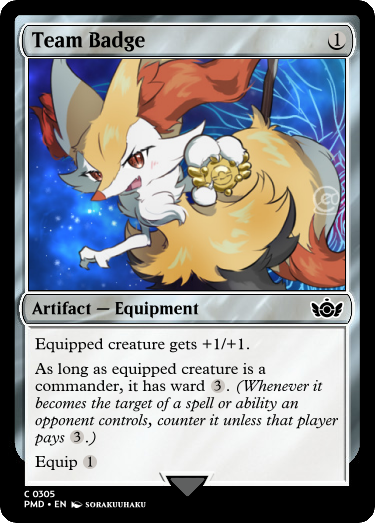 Team Badge 1
Artifact — Equipment
Equipped creature gets +1/+1.
As long as equipped creature is a
commander, it has ward 3. (Whenever it
becomes the target of a spell or ability an
opponent controls, counter it unless that player
pays 3.)
Equip 1
C 0305
PMD • EN SORAKUUHAKU